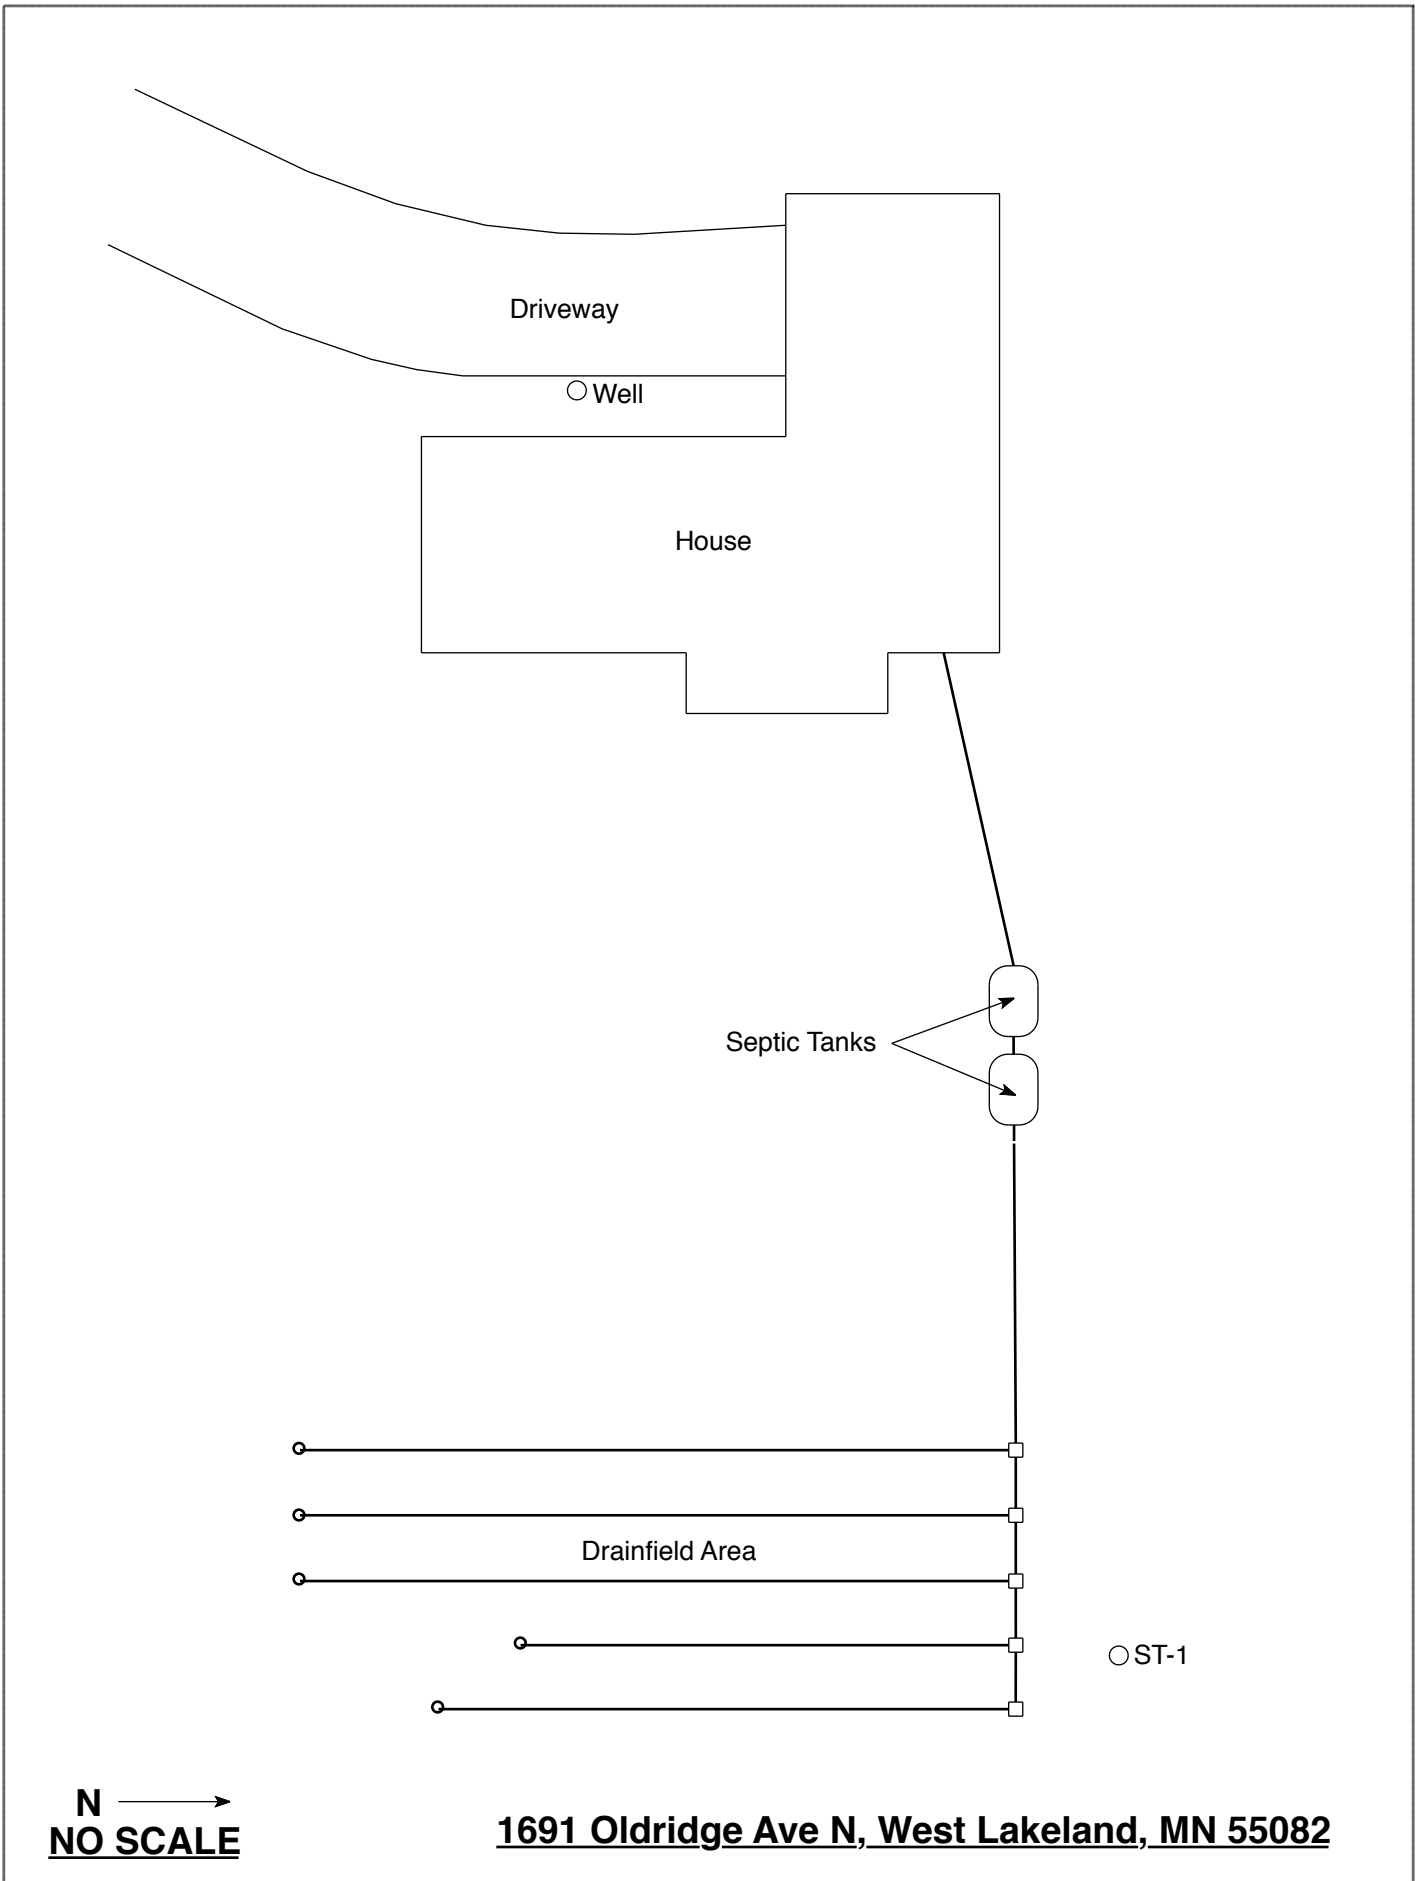 Driveway
Well
House
Septic Tanks
Drainfield Area
ST-1
N
NO SCALE
1691 Oldridge Ave N, West Lakeland, MN 55082